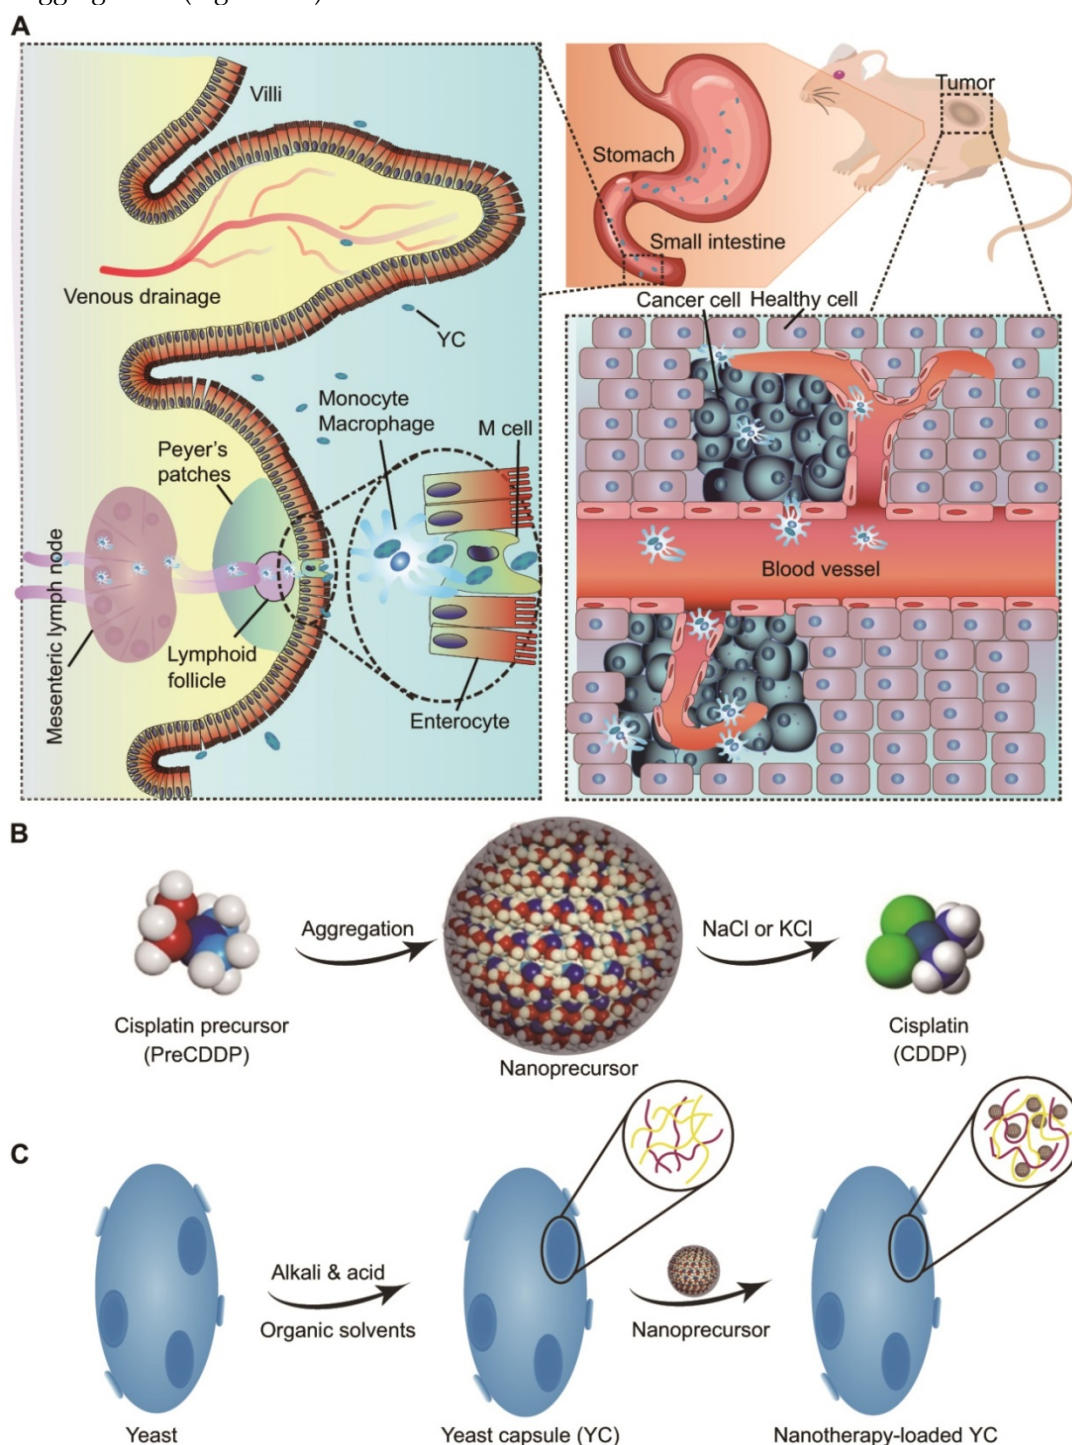 A
Villi
Venous drainage
YC
Monocyte
Macrophage
M cell
Peyer's
patches
Mesenteric lymph node
Lymphoid
follicle
Enterocyte
Stomach
Small intestine
Tumor
Cancer cell
Healthy cell
Blood vessel
B
Aggregation
NaCl or KCl
Cisplatin precursor
(PreCDDP)
Nanoprecursor
Cisplatin
(CDDP)
C
Alkali & acid
Organic solvents
Nanoprecursor
Yeast
Yeast capsule (YC)
Nanotherapy-loaded YC